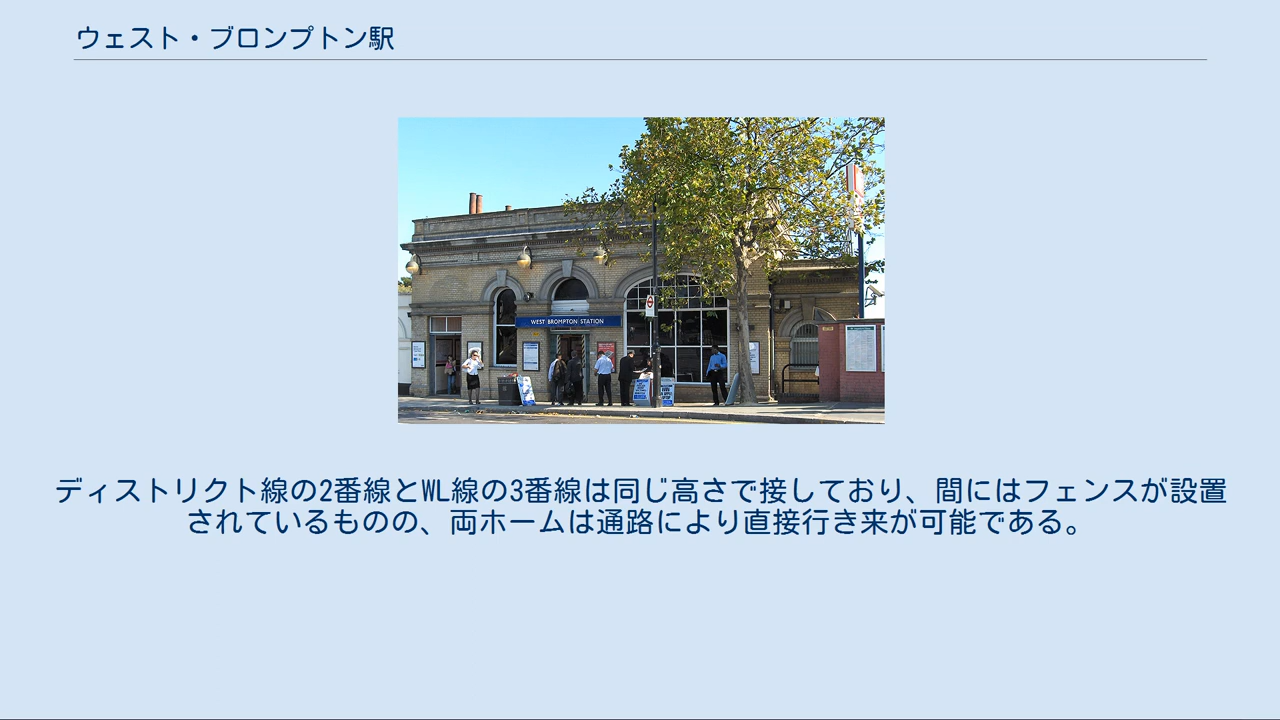 ウェスト・ブロンプトン駅
WEST BROMPTON STATION
ディストリクト線の2番線とWL線の3番線は同じ高さで接しており、間にはフェンスが設置
されているものの、両ホームは通路により直接行き来が可能である。